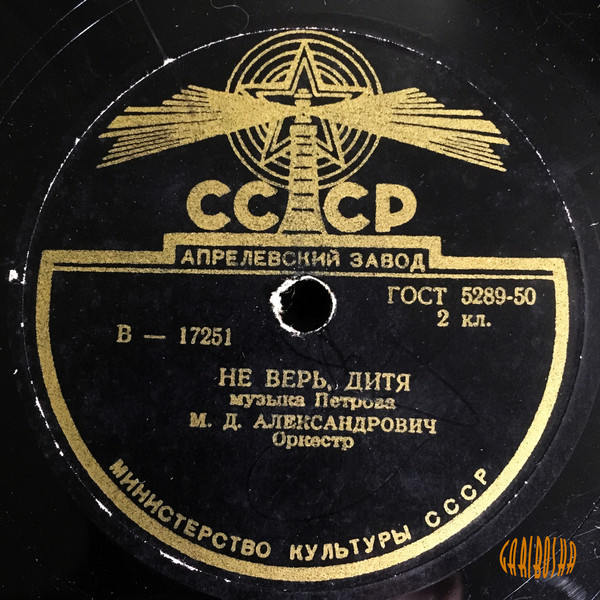 СССР
АПРЕЛЕВСКИЙ ЗАВОД
ГОСТ 5289-50
2 кл.
В — 17251
НЕ ВЕРЬ, ДИТЯ
музыка Петрова
М. Д. АЛЕКСАНДРОВИЧ
Оркестр
МИНИСТЕРСТВО КУЛЬТУРЫ СССР